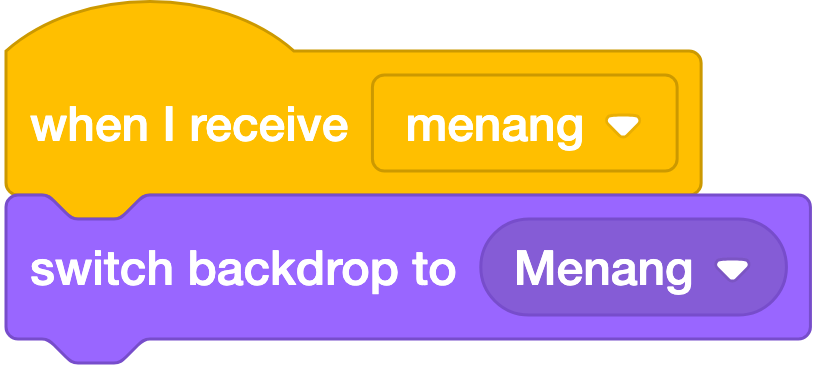 when I receive menang
switch backdrop to Menang